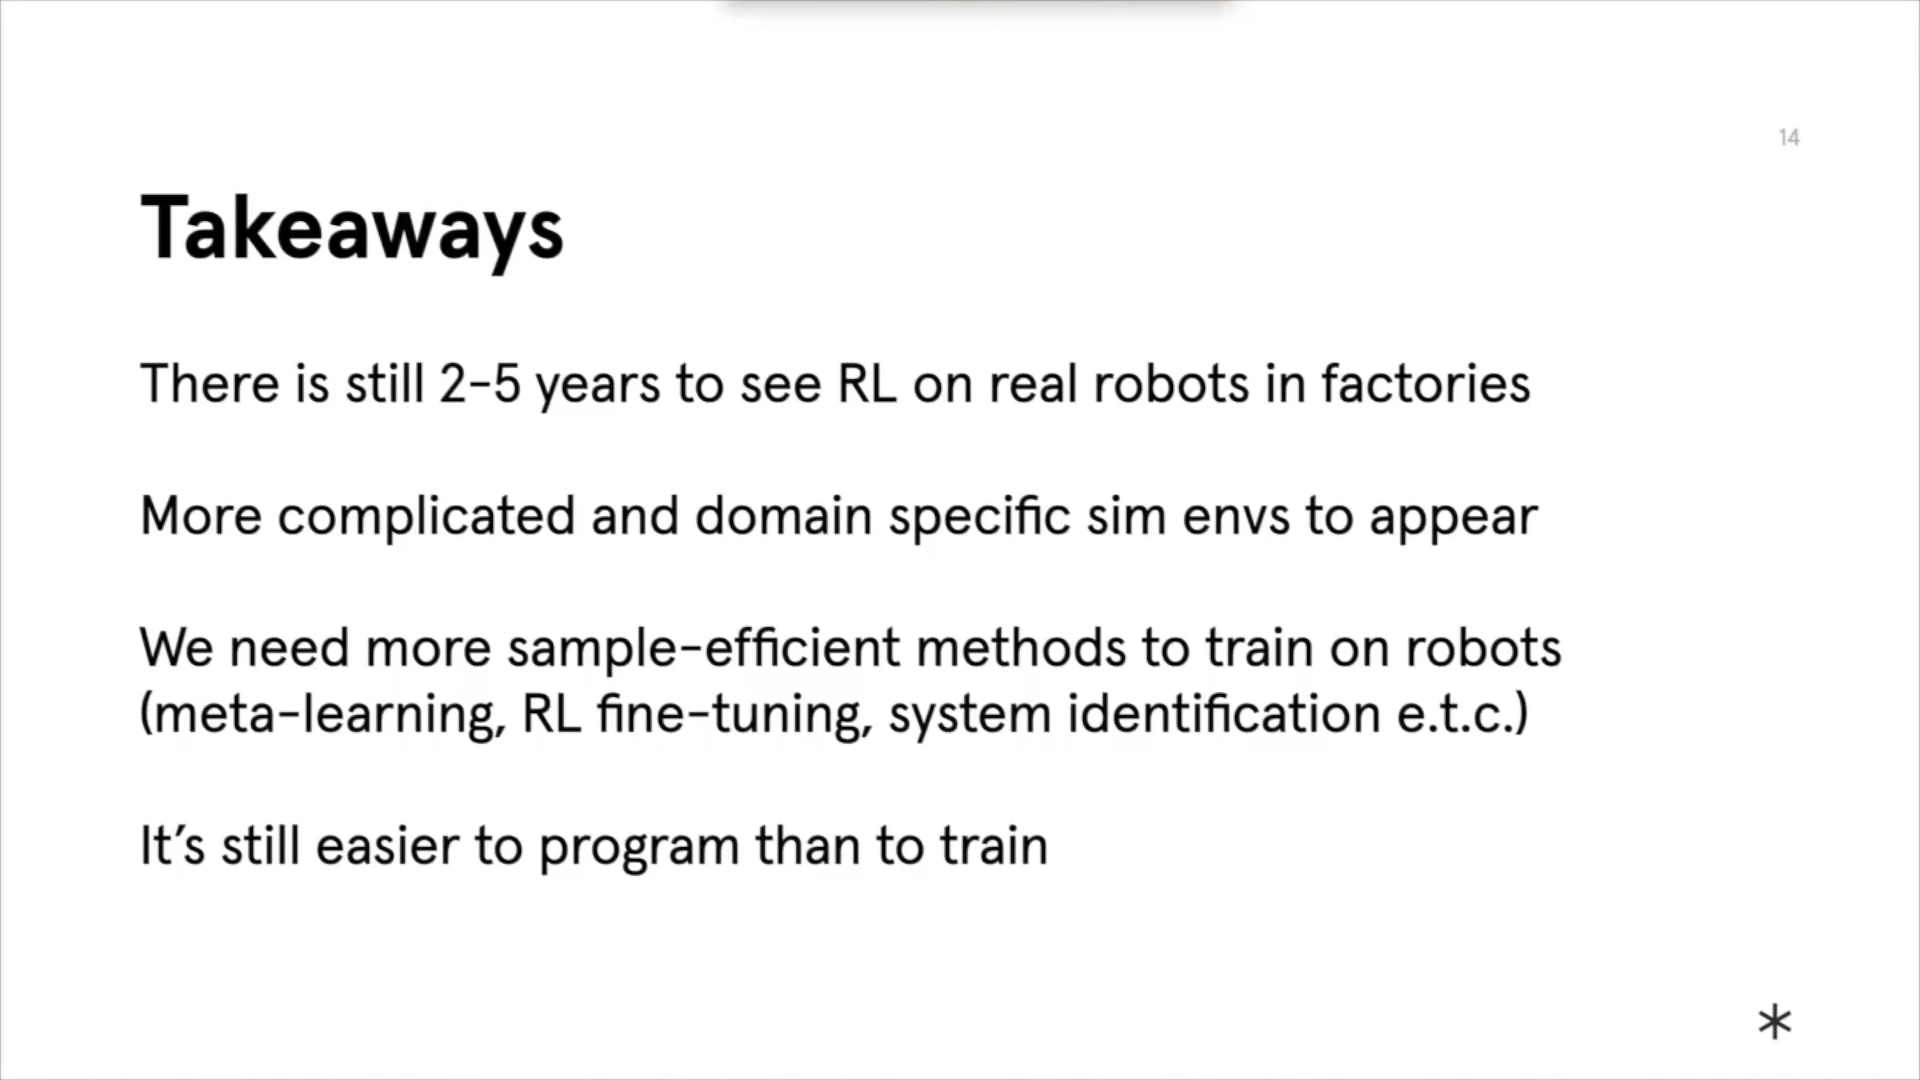 14
Takeaways
There is still 2-5 years to see RL on real robots in factories
More complicated and domain specific sim envs to appear
We need more sample-efficient methods to train on robots
(meta-learning, RL fine-tuning, system identification e.t.c.)
It’s still easier to program than to train
*